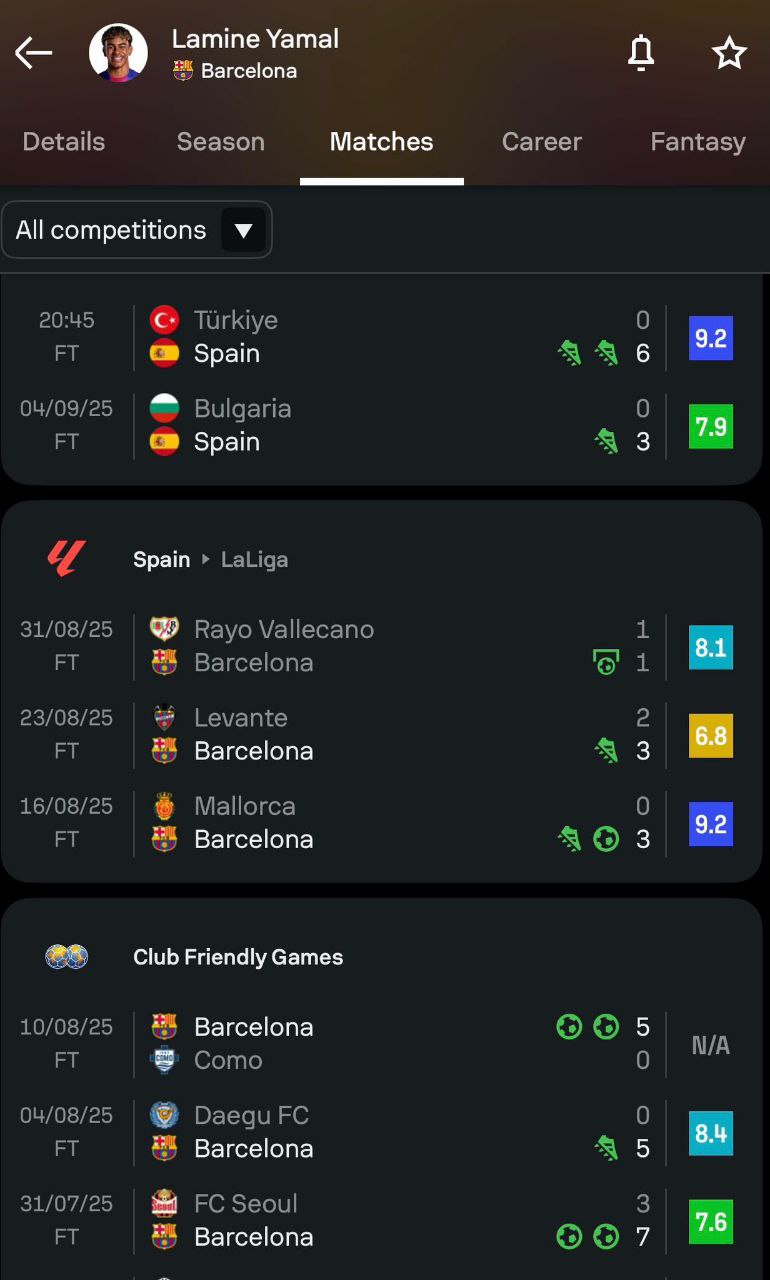 Lamine Yamal
Barcelona
Details Season Matches Career Fantasy
All competitions
20:45 Türkiye 0
FT Spain 6 9.2
04/09/25 Bulgaria 0
FT Spain 3 7.9
Spain LaLiga
31/08/25 Rayo Vallecano 1
FT Barcelona 1 8.1
23/08/25 Levante 2
FT Barcelona 3 6.8
16/08/25 Mallorca 0
FT Barcelona 3 9.2
Club Friendly Games
10/08/25 Barcelona 5
FT Como 0 N/A
04/08/25 Daegu FC 0
FT Barcelona 5 8.4
31/07/25 FC Seoul 3
FT Barcelona 7 7.6